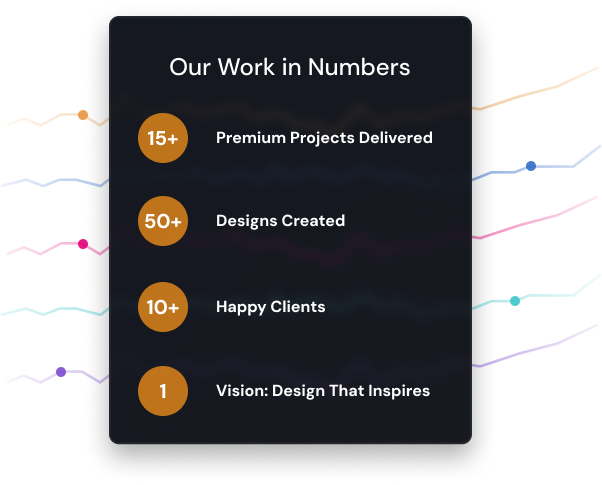 Our Work in Numbers
15+ Premium Projects Delivered
50+ Designs Created
10+ Happy Clients
1 Vision: Design That Inspires